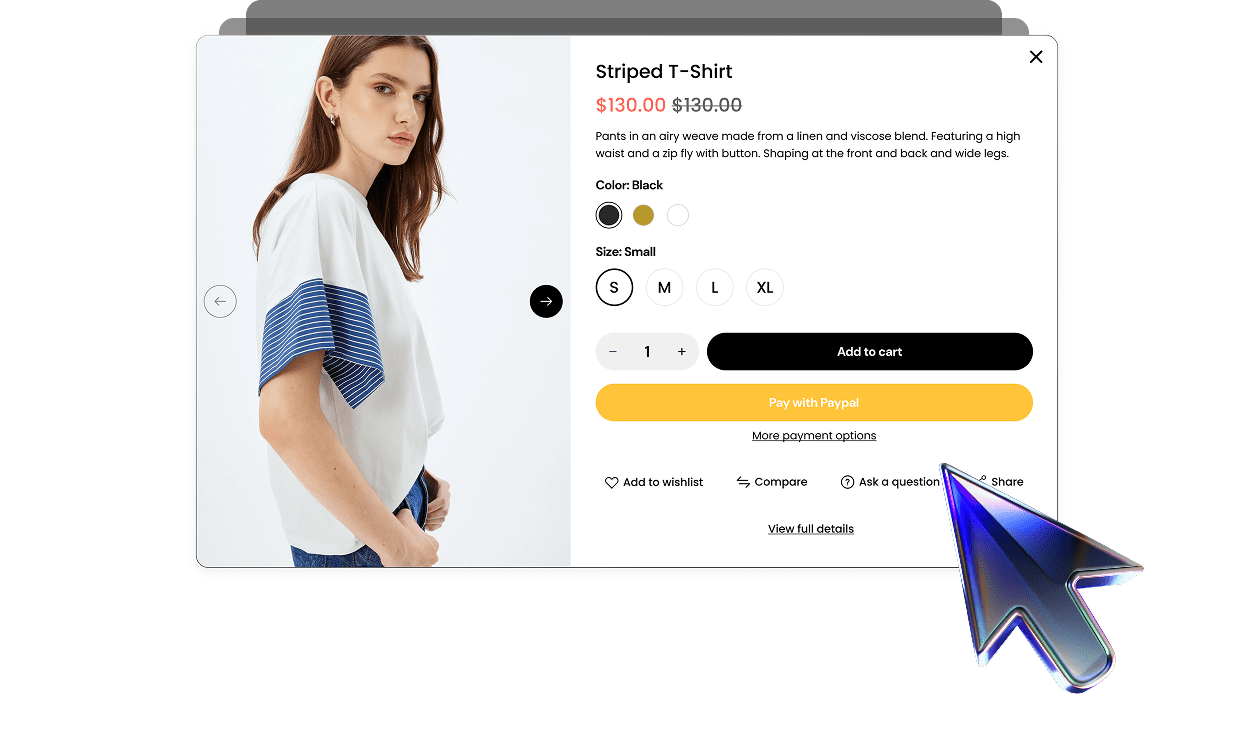 Striped T-Shirt
$130.00 $130.00
Pants in an airy weave made from a linen and viscose blend. Featuring a high
waist and a zip fly with button. Shaping at the front and back and wide legs.
Color: Black
Size: Small
S M L XL
− 1 + Add to cart
Pay with Paypal
More payment options
Add to wishlist Compare Ask a question Share
View full details